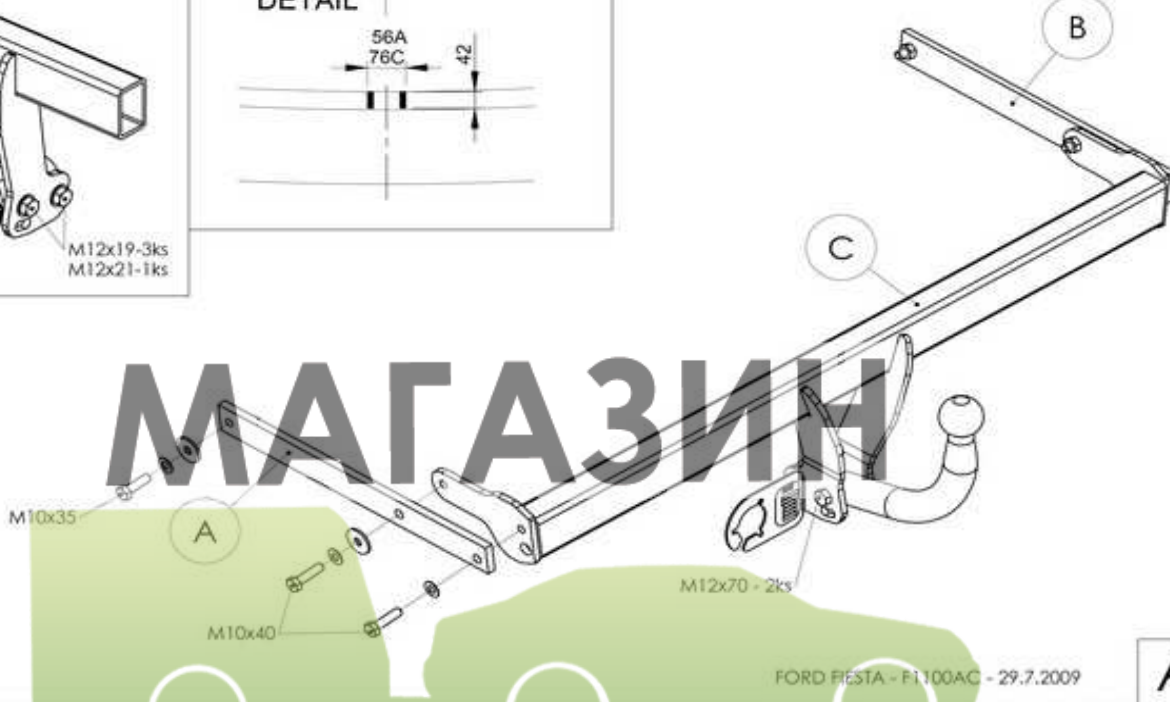 DETAIL
56A
76C
42
B
M12x19-3ks
M12x21-1ks
C
МАГАЗИН
M10x35
A
M12x70 - 2ks
M10x40
FORD FIESTA - F1100AC - 29.7.2009